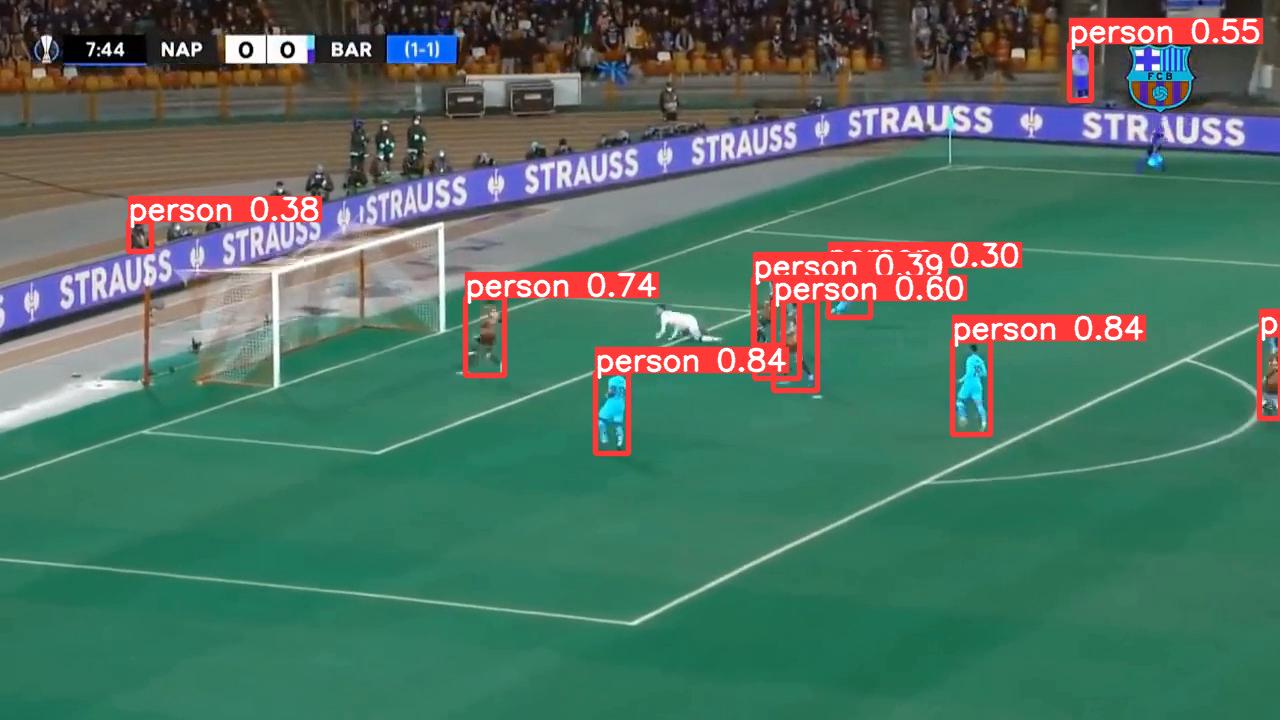 7:44 NAP 0 0 BAR (1-1)
person 0.55
FCB
STRAUSS STRAUSS
STRAUSS
STRAUSS
STRAUSS
STRAUSS
STRAUSS
person 0.38
person 0.30
person 0.39
person 0.74
person 0.60
person 0.84
person 0.84
p